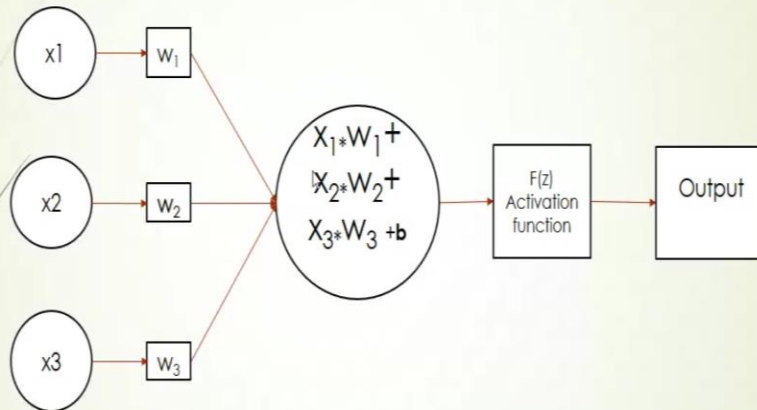 x1
W₁
x2
W₂
x3
W₃
X₁*W₁+
X₂*W₂+
X₃*W₃ +b
F(z)
Activation
function
Output